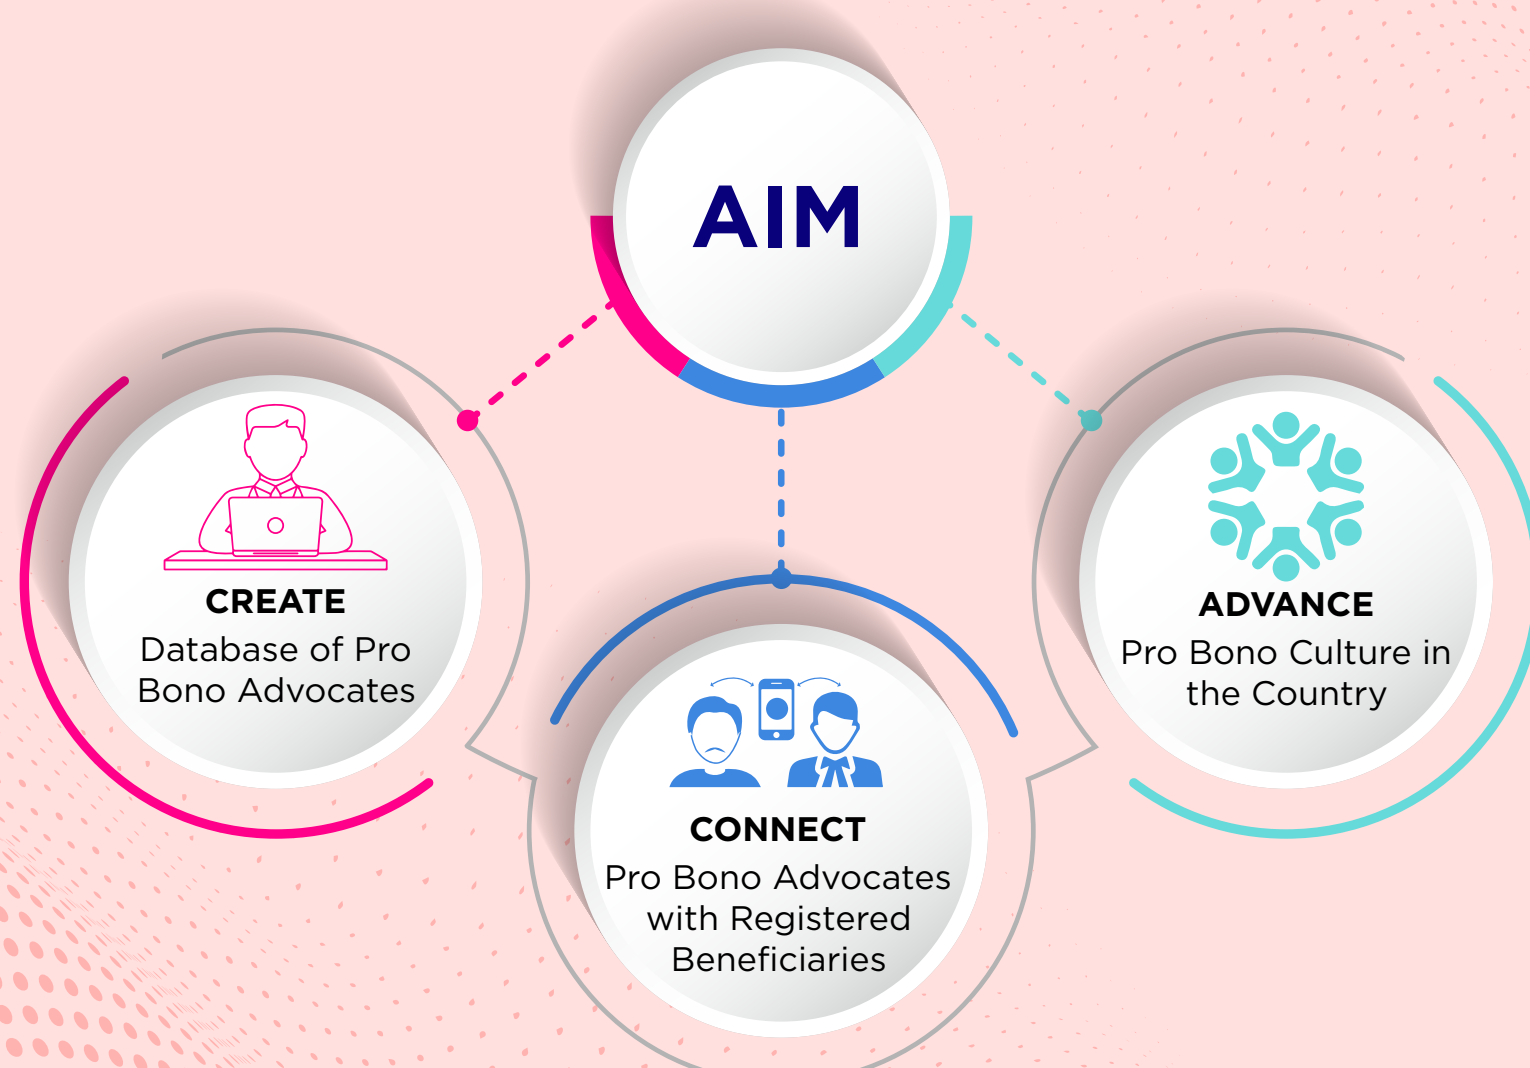 AIM
CREATE
Database of Pro
Bono Advocates
CONNECT
Pro Bono Advocates
with Registered
Beneficiaries
ADVANCE
Pro Bono Culture in
the Country